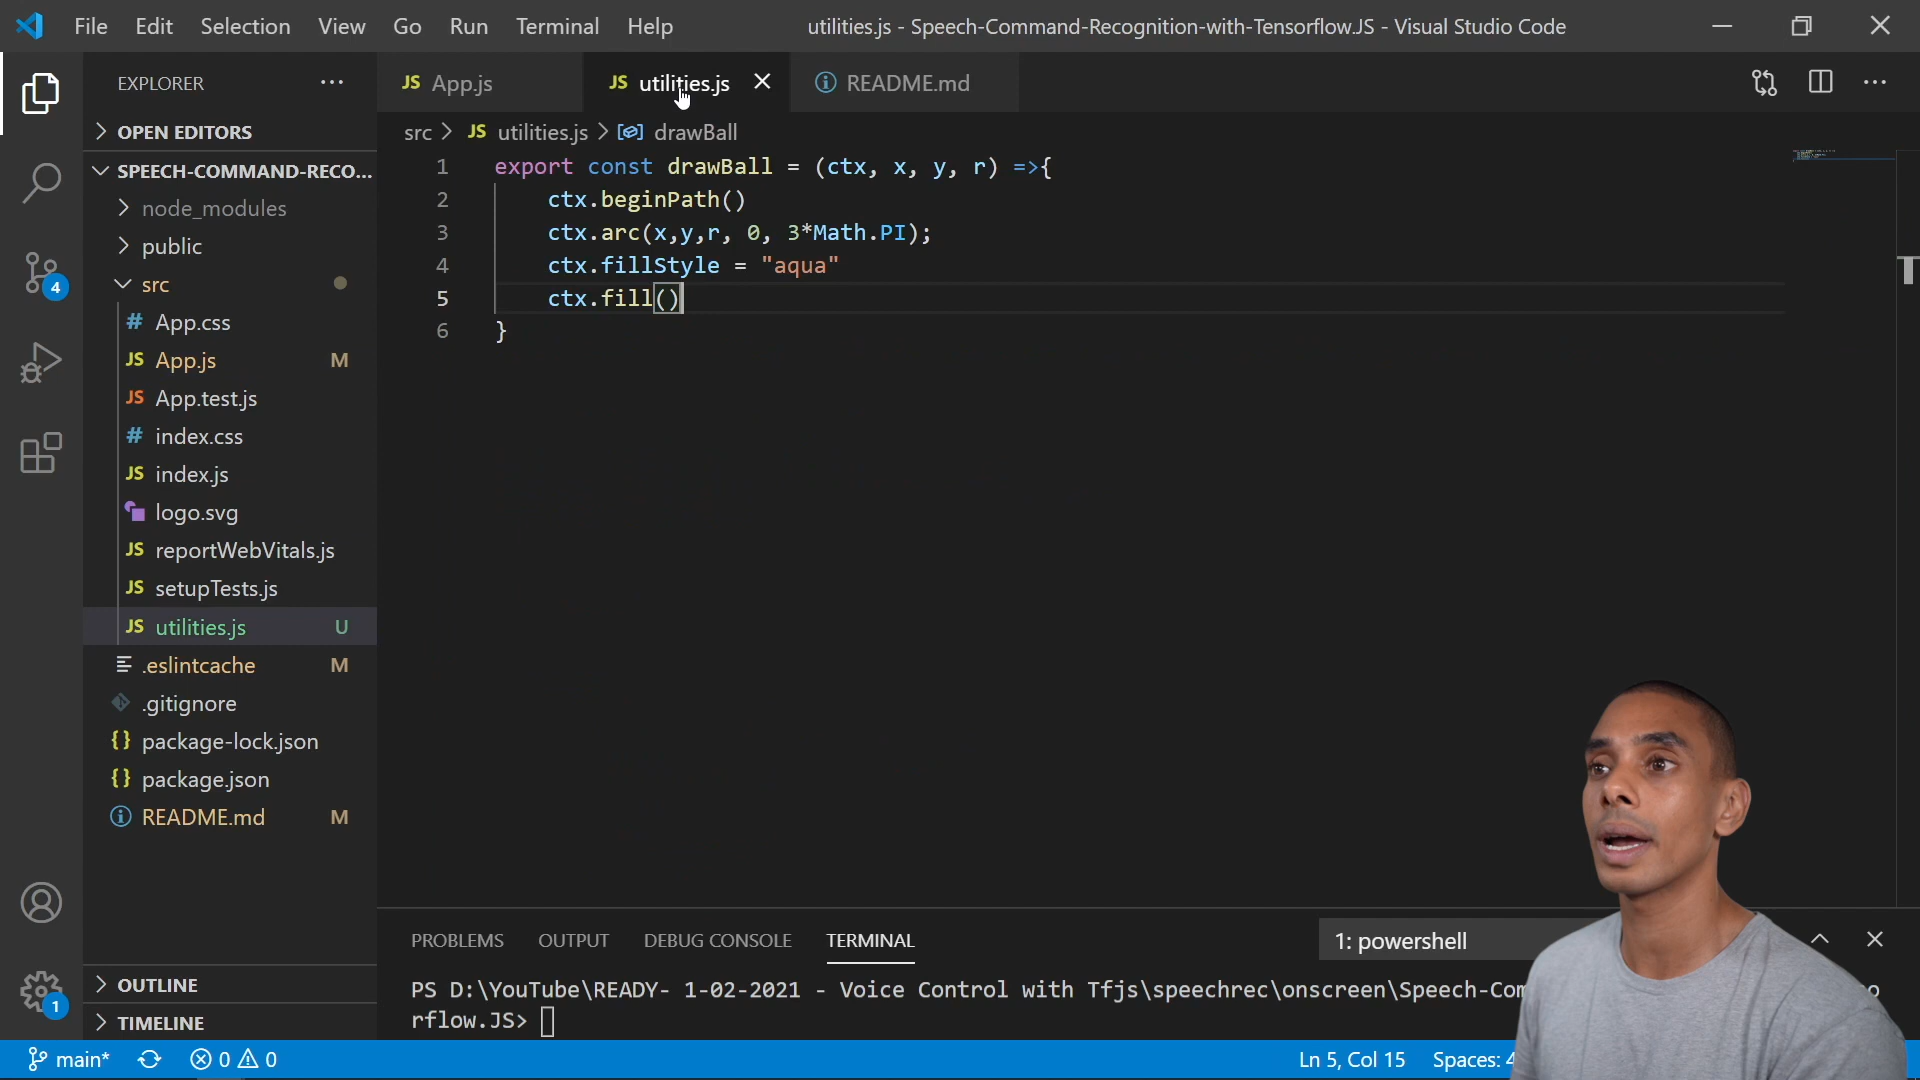 File Edit Selection View Go Run Terminal Help
utilities.js - Speech-Command-Recognition-with-Tensorflow.JS - Visual Studio Code
EXPLORER
OPEN EDITORS
SPEECH-COMMAND-RECO...
node_modules
public
src
# App.css
JS App.js M
JS App.test.js
# index.css
JS index.js
logo.svg
JS reportWebVitals.js
JS setupTests.js
JS utilities.js U
.eslintcache M
.gitignore
{} package-lock.json
{} package.json
README.md M
OUTLINE
TIMELINE
4
1
JS App.js
JS utilities.js
README.md
src > JS utilities.js > drawBall
1 export const drawBall = (ctx, x, y, r) =>{
2 ctx.beginPath()
3 ctx.arc(x,y,r, 0, 3*Math.PI);
4 ctx.fillStyle = "aqua"
5 ctx.fill()
6 }
PROBLEMS OUTPUT DEBUG CONSOLE TERMINAL
1: powershell
PS D:\YouTube\READY- 1-02-2021 - Voice Control with Tfjs\speechrec\onscreen\Speech-Com
rflow.JS>
main* 0 0
Ln 5, Col 15 Spaces: 4